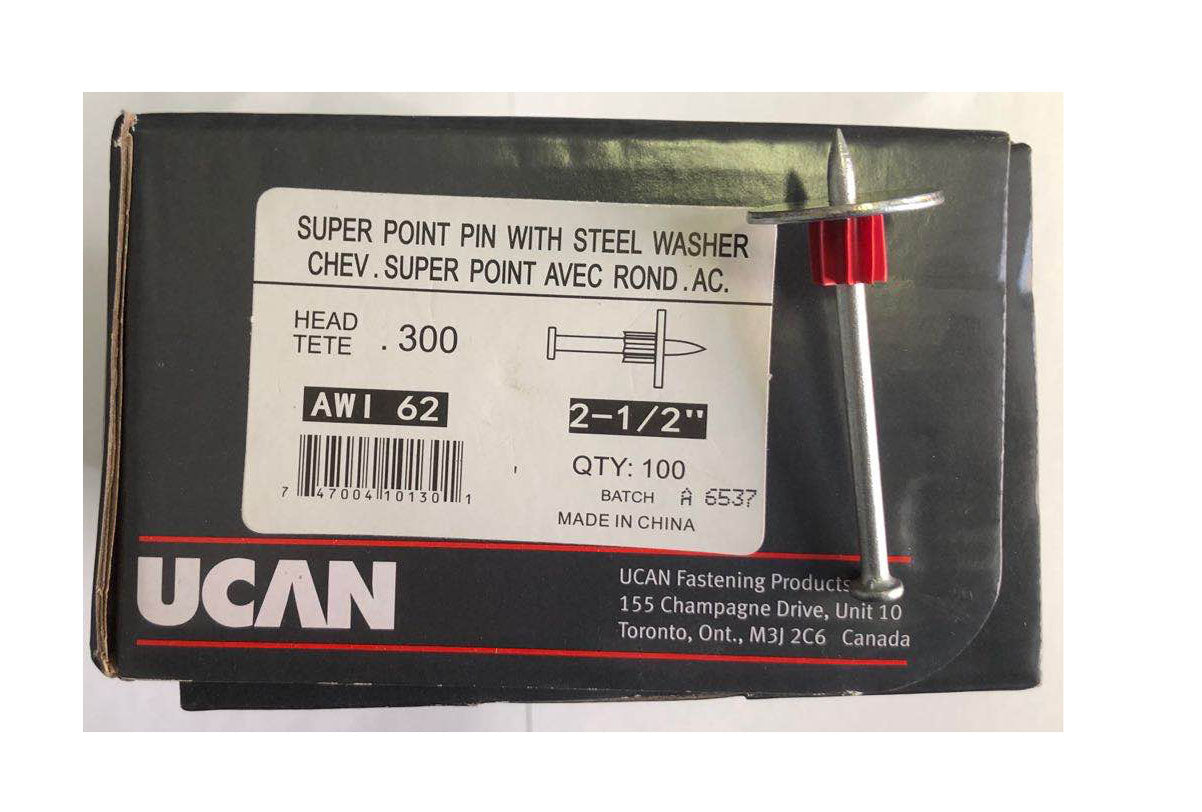 SUPER POINT PIN WITH STEEL WASHER
CHEV. SUPER POINT AVEC ROND. AC.
HEAD
TETE
.300
AWI 62
2-1/2"
7 47004 10130 1
QTY: 100
BATCH A 6537
MADE IN CHINA
UCAN
UCAN Fastening Products
155 Champagne Drive, Unit 10
Toronto, Ont., M3J 2C6 Canada